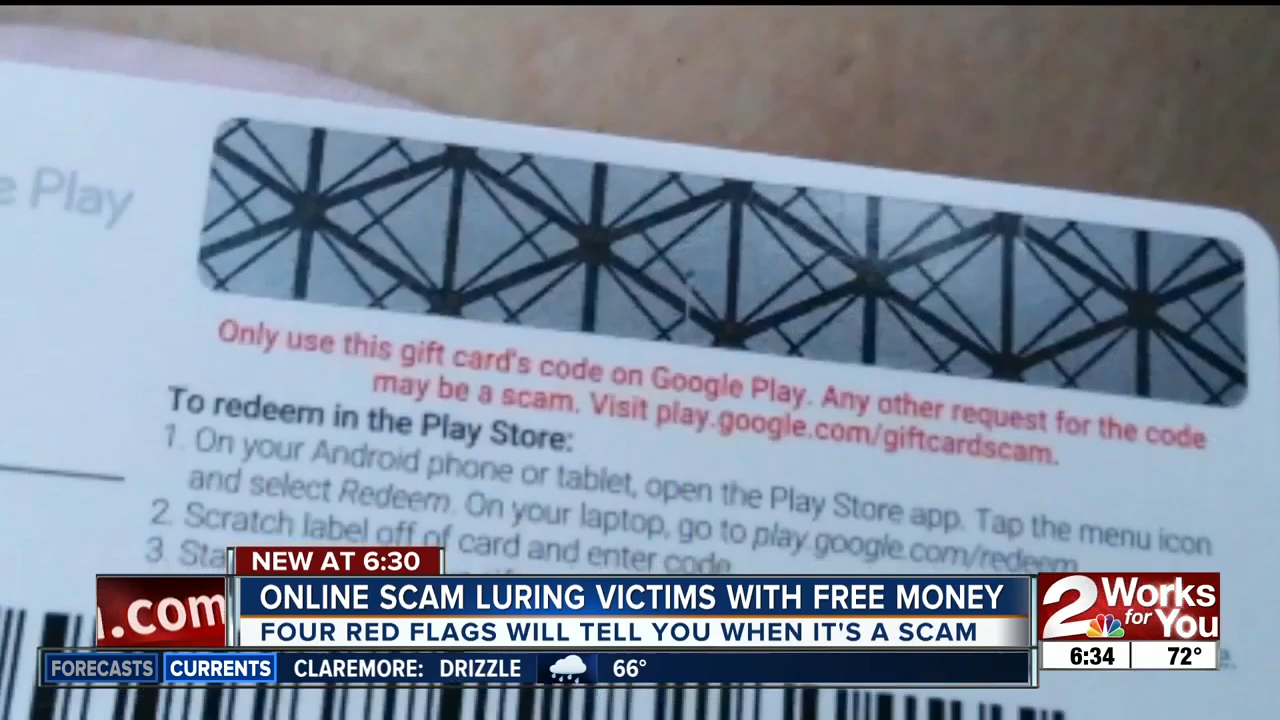 Play
Only use this gift card's code on Google Play. Any other request for the code
may be a scam. Visit play.google.com/giftcardscam.
To redeem in the Play Store:
1. On your Android phone or tablet, open the Play Store app. Tap the menu icon
and select Redeem. On your laptop, go to play.google.com/redeem
2. Scratch label off of card and enter code
3.
NEW AT 6:30
.com
ONLINE SCAM LURING VICTIMS WITH FREE MONEY
FOUR RED FLAGS WILL TELL YOU WHEN IT'S A SCAM
2 Works
for You
6:34 72°
FORECASTS CURRENTS CLAREMORE: DRIZZLE 66°